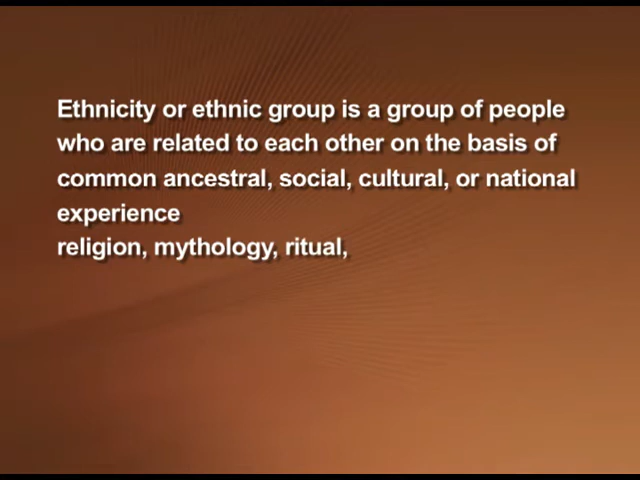 Ethnicity or ethnic group is a group of people
who are related to each other on the basis of
common ancestral, social, cultural, or national
experience
religion, mythology, ritual,